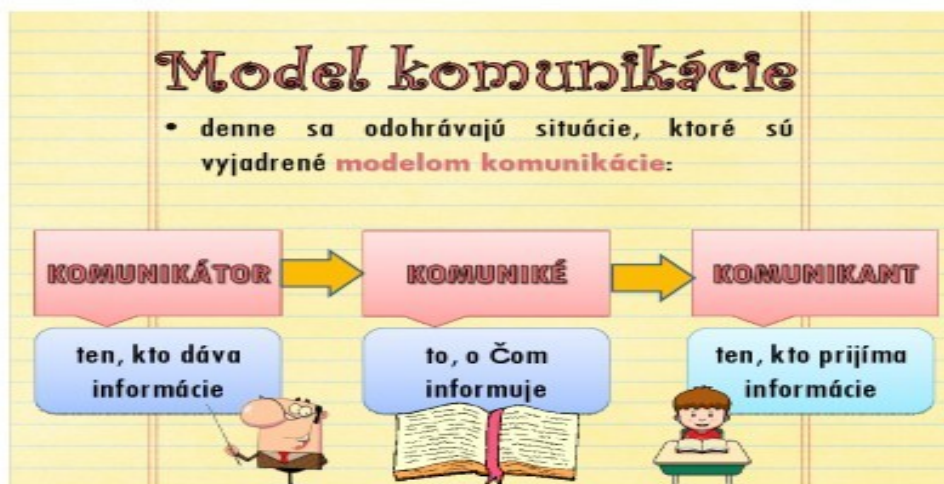 Model komunikácie
• denne sa odohrávajú situácie, ktoré sú
vyjadrené modelom komunikácie:
KOMUNIKÁTOR
KOMUNIKÉ
KOMUNIKANT
ten, kto dáva
informácie
to, o Čom
informuje
ten, kto prijíma
informácie